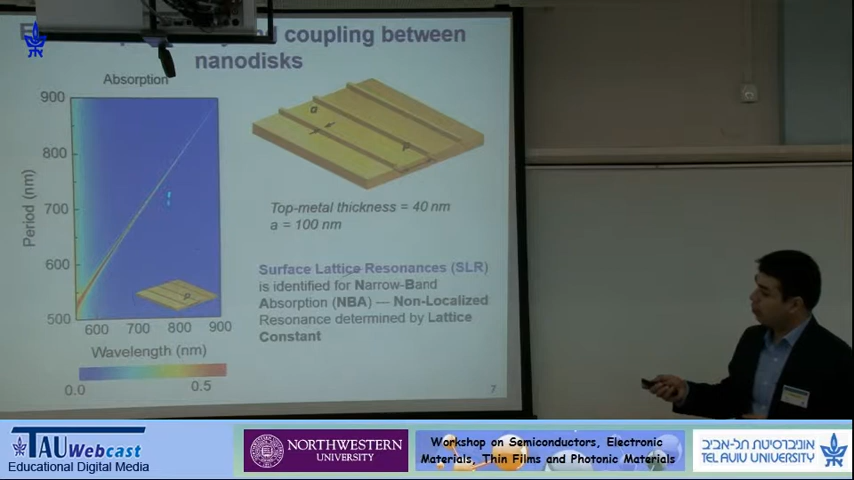 coupling between
nanodisks
Absorption
900
800
700
600
500
Period (nm)
600 700 800 900
Wavelength (nm)
0.0 0.5
a
P
Top-metal thickness = 40 nm
a = 100 nm
Surface Lattice Resonances (SLR)
is identified for Narrow-Band
Absorption (NBA) — Non-Localized
Resonance determined by Lattice
Constant
7
TAU Webcast
Educational Digital Media
NORTHWESTERN
UNIVERSITY
Workshop on Semiconductors, Electronic
Materials, Thin Films and Photonic Materials
אוניברסיטת תל-אביב
TEL AVIV UNIVERSITY